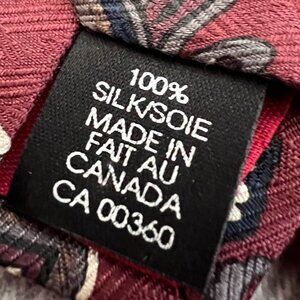 100%
SILK/SOIE
MADE IN
FAIT AU
CANADA
CA 00360